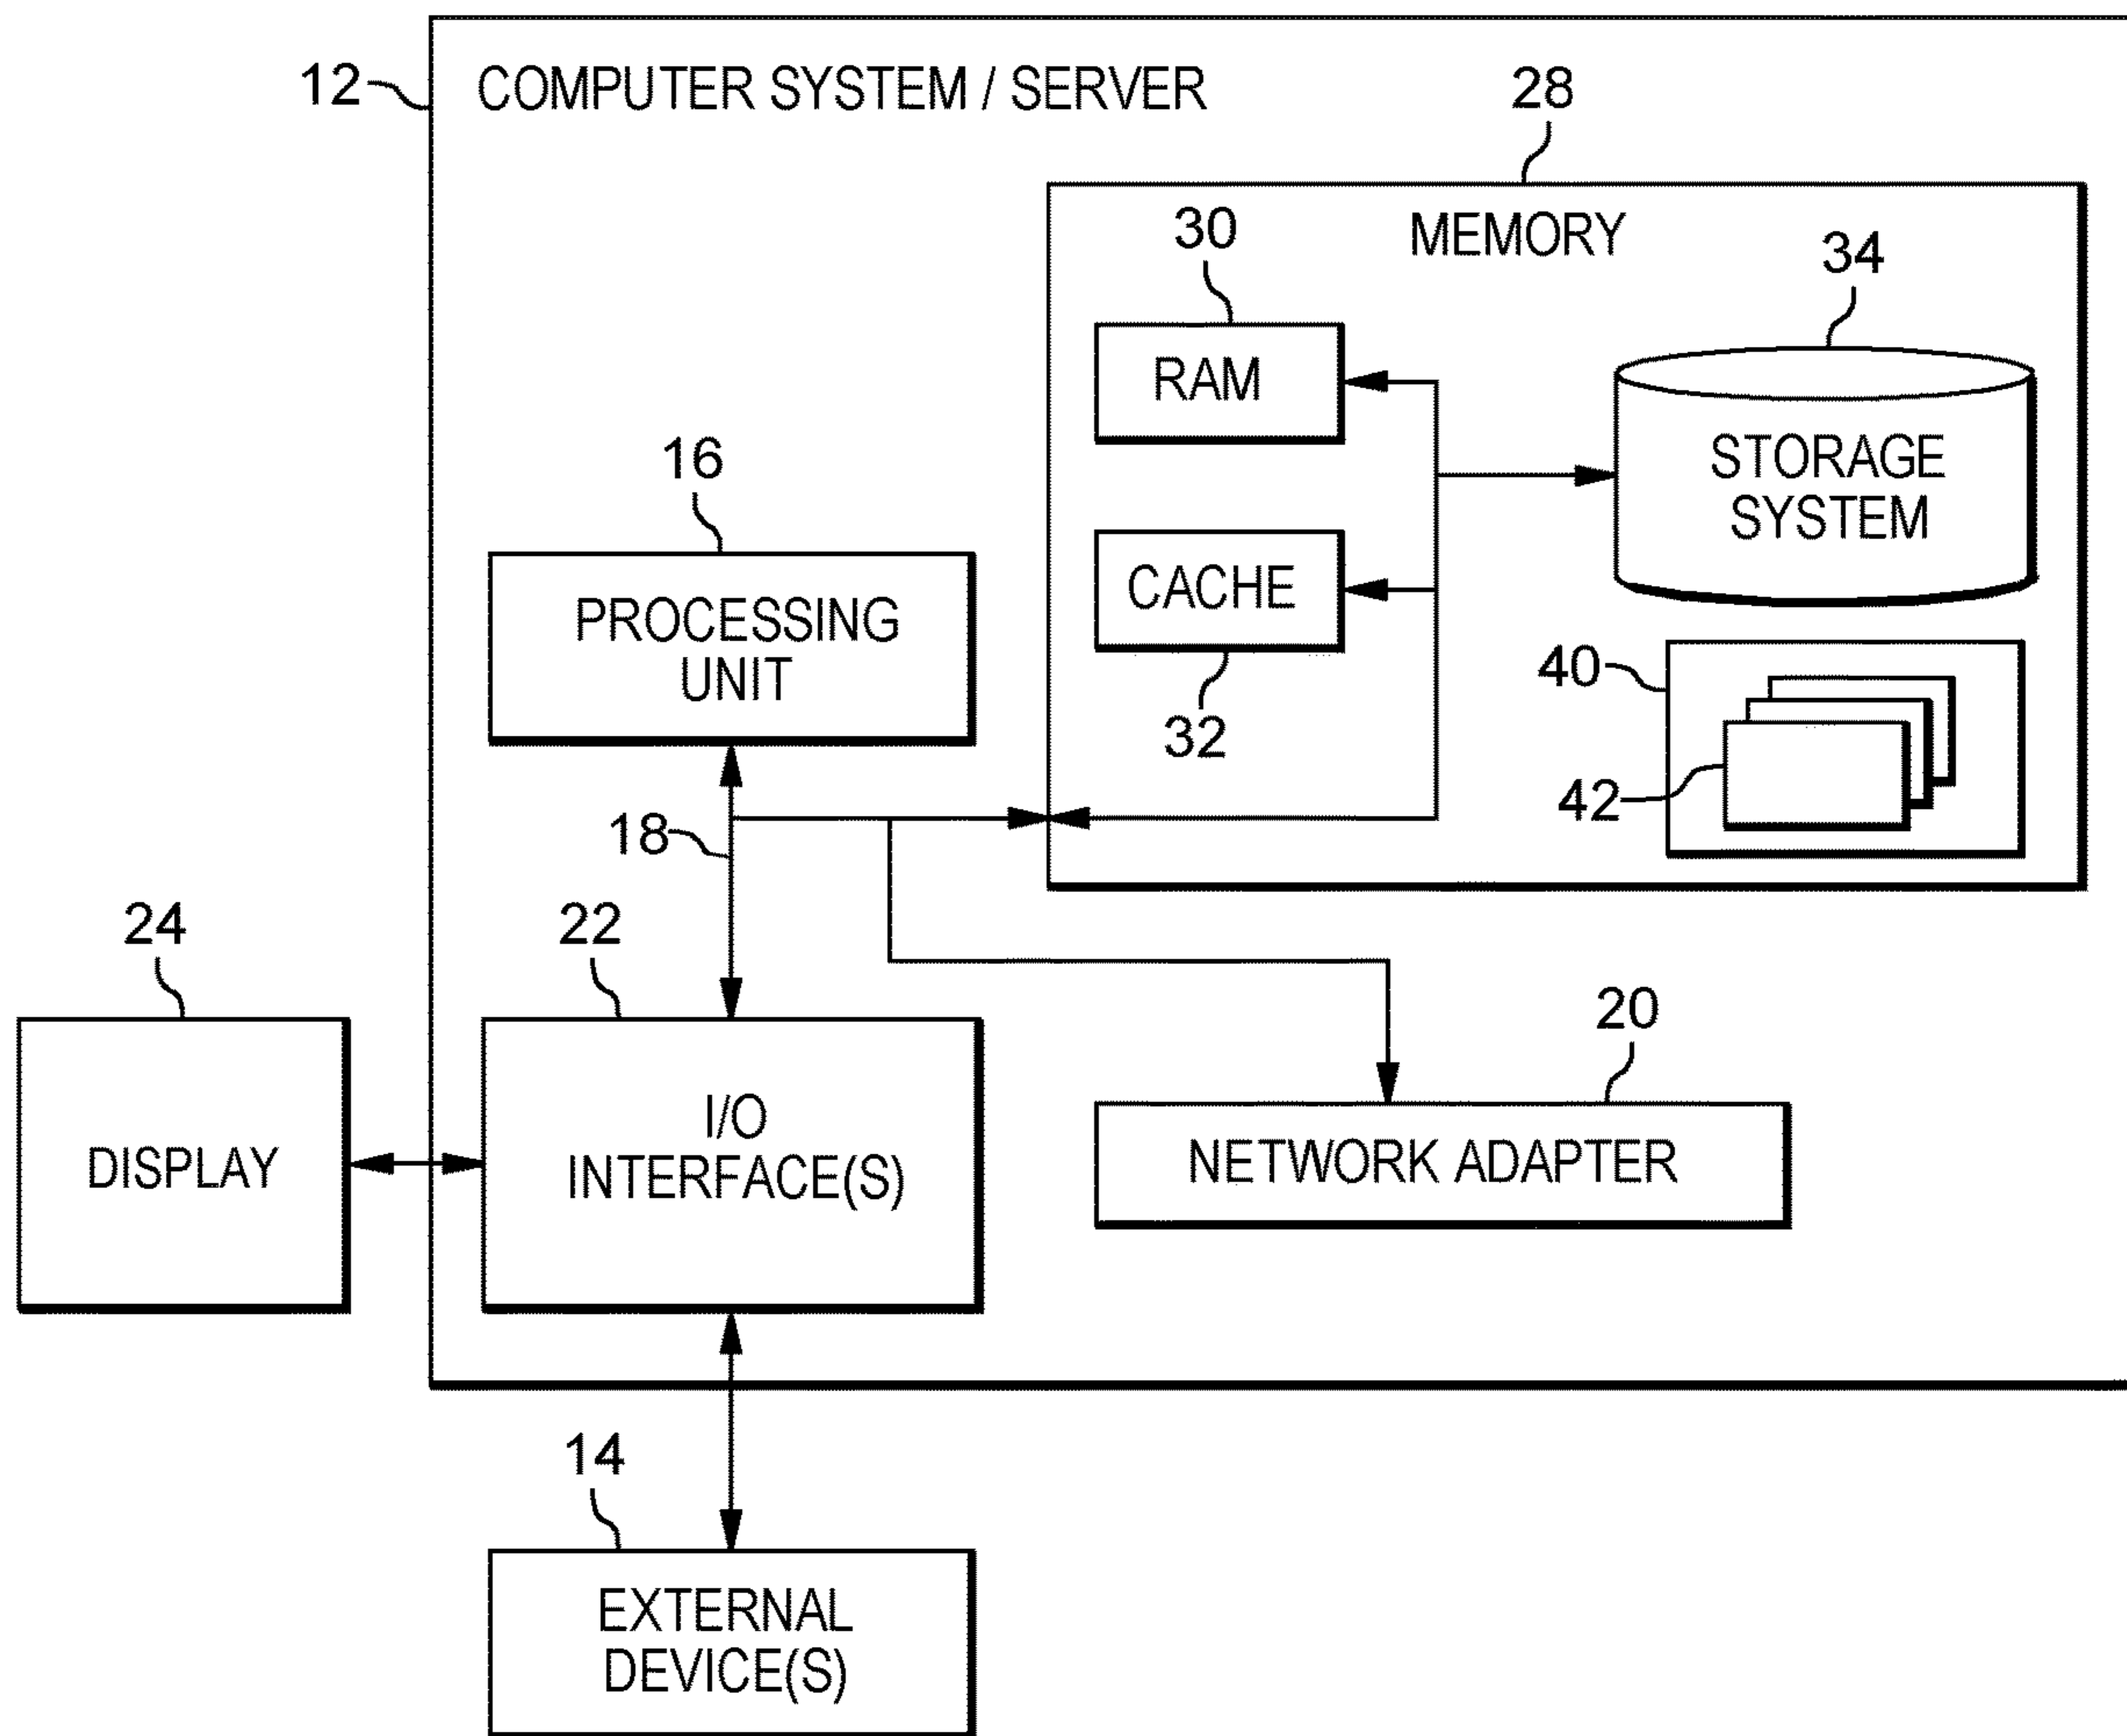 12
COMPUTER SYSTEM / SERVER
28
MEMORY
30
34
RAM
STORAGE
SYSTEM
16
PROCESSING
UNIT
CACHE
32
40
42
18
24
22
20
DISPLAY
I/O
INTERFACE(S)
NETWORK ADAPTER
14
EXTERNAL
DEVICE(S)